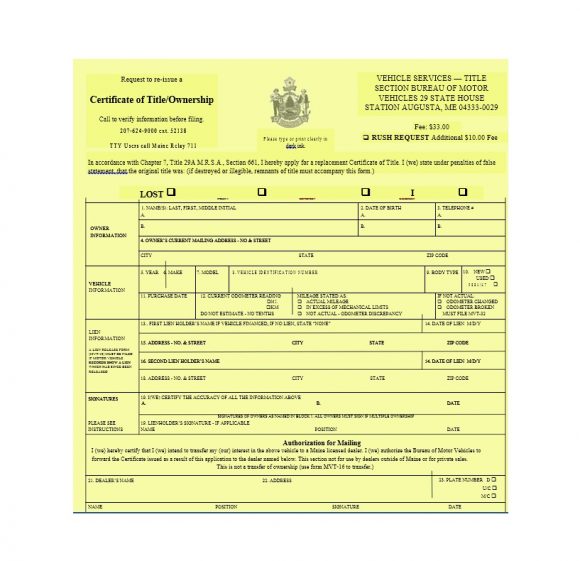 Request to re-issue a
Certificate of Title/Ownership
Call to verify information before filing.
207-624-9000 ext. 52138
TTY Users call Maine Relay 711
Please type or print clearly in
dark ink.
VEHICLE SERVICES — TITLE
SECTION BUREAU OF MOTOR
VEHICLES 29 STATE HOUSE
STATION AUGUSTA, ME 04333-0029
Fee: $33.00
☐ RUSH REQUEST Additional $10.00 Fee
In accordance with Chapter 7, Title 29A M.R.S.A., Section 661, I hereby apply for a replacement Certificate of Title. I (we) state under penalties of false
statement, that the original title was: (if destroyed or illegible, remnants of title must accompany this form.)
LOST ☐ ☐ ☐ I ☐
OWNER
INFORMATION
1. NAME(S): LAST, FIRST, MIDDLE INITIAL
A.
B.
2. DATE OF BIRTH
A.
B.
3. TELEPHONE #
A.
B.
4. OWNER'S CURRENT MAILING ADDRESS - NO & STREET
CITY STATE ZIP CODE
VEHICLE
INFORMATION
5. YEAR 6. MAKE 7. MODEL 8. VEHICLE IDENTIFICATION NUMBER 9. BODY TYPE 10. NEW ☐
USED ☐
11. PURCHASE DATE 12. CURRENT ODOMETER READING
DO NOT ESTIMATE - NO TENTHS
MILEAGE STATED AS:
☐ ACTUAL MILEAGE
☐ IN EXCESS OF MECHANICAL LIMITS
☐ NOT ACTUAL - ODOMETER DISCREPANCY
IF NOT ACTUAL
☐ ODOMETER CHANGED
☐ ODOMETER BROKEN
MUST FILE MVT-32
LIEN
INFORMATION
13. FIRST LIEN HOLDER'S NAME IF VEHICLE FINANCED, IF NO LIEN, STATE "NONE" 14. DATE OF LIEN M/D/Y
15. ADDRESS - NO. & STREET CITY STATE ZIP CODE
16. SECOND LIEN HOLDER'S NAME DATE OF LIEN M/D/Y
18. ADDRESS - NO. & STREET CITY STATE ZIP CODE
SIGNATURES
PLEASE SEE
INSTRUCTIONS
I(WE) CERTIFY THE ACCURACY OF ALL THE INFORMATION ABOVE
A. B. DATE
SIGNATURES OF OWNERS AS NAMED IN BLOCK 1. ALL OWNERS MUST SIGN IF MULTIPLE OWNERSHIP
LIENHOLDER'S SIGNATURE - IF APPLICABLE
NAME POSITION DATE
Authorization for Mailing
I (we) hereby certify that I (we) intend to transfer my (our) interest in the above vehicle to a Maine licensed dealer. I (we) authorize the Bureau of Motor Vehicles to
forward the Certificate issued as a result of this application to the dealer named below. This section not for use by dealers outside of Maine or for private sales.
This is not a transfer of ownership (use form MVT-16 to transfer.)
21. DEALER'S NAME 22. ADDRESS 23. PLATE NUMBER D ☐
UC ☐
MC ☐
NAME POSITION SIGNATURE DATE